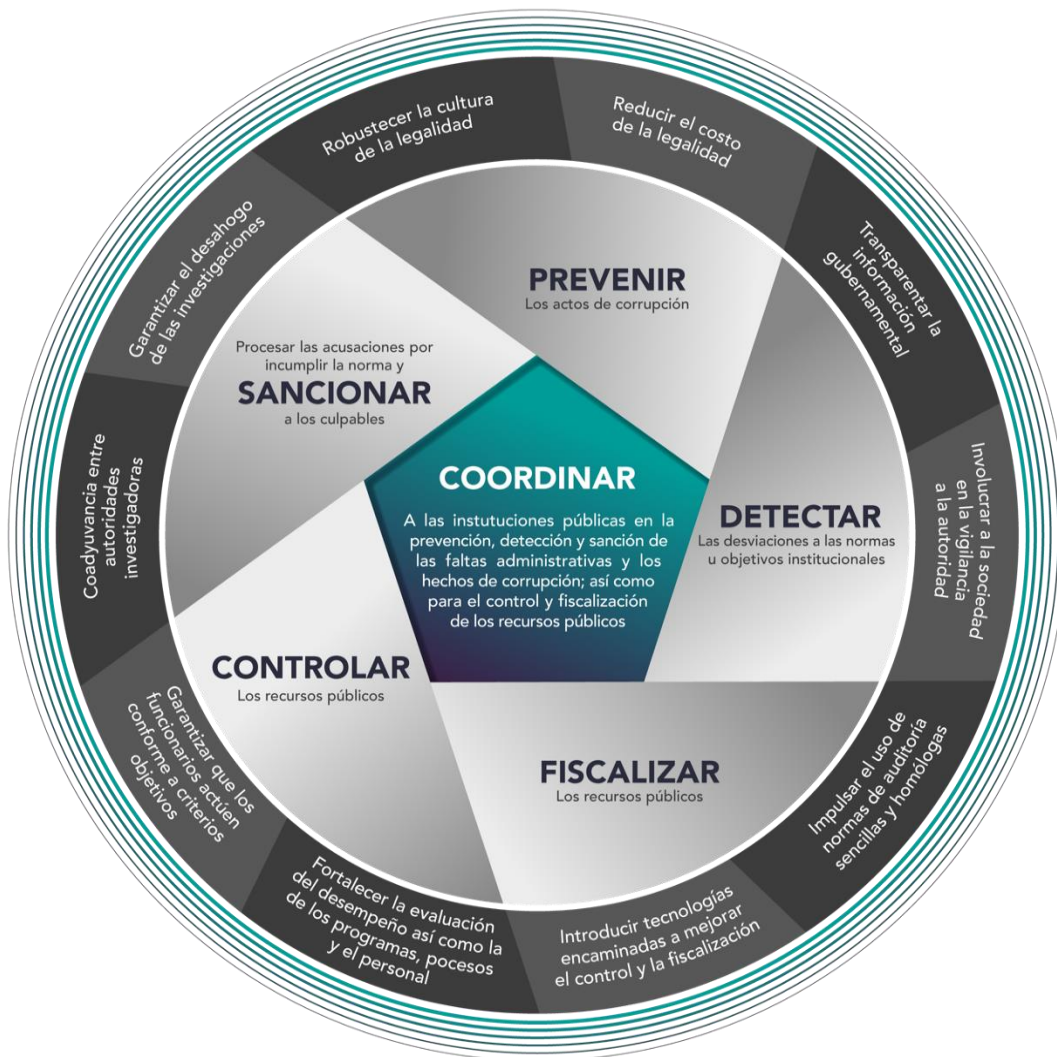 Robustecer la cultura
de la legalidad
Reducir el costo
de la legalidad
Transparentar la
información
gubernamental
Involucrar a la sociedad
en la vigilancia
a la autoridad
Impulsar el uso de
normas de auditoría
sencillas y homólogas
Introducir tecnologías
encaminadas a mejorar
el control y la fiscalización
Fortalecer la evaluación
del desempeño así como la
de los programas, pocesos
y el personal
Garantizar que los
funcionarios actúen
conforme a criterios
objetivos
Coadyuvancia entre
autoridades
investigadoras
Garantizar el desahogo
de las investigaciones
PREVENIR
Los actos de corrupción
DETECTAR
Las desviaciones a las normas
u objetivos institucionales
FISCALIZAR
Los recursos públicos
CONTROLAR
Los recursos públicos
Procesar las acusaciones por
incumplir la norma y
SANCIONAR
a los culpables
COORDINAR
A las instutuciones públicas en la
prevención, detección y sanción de
las faltas administrativas y los
hechos de corrupción; así como
para el control y fiscalización
de los recursos públicos